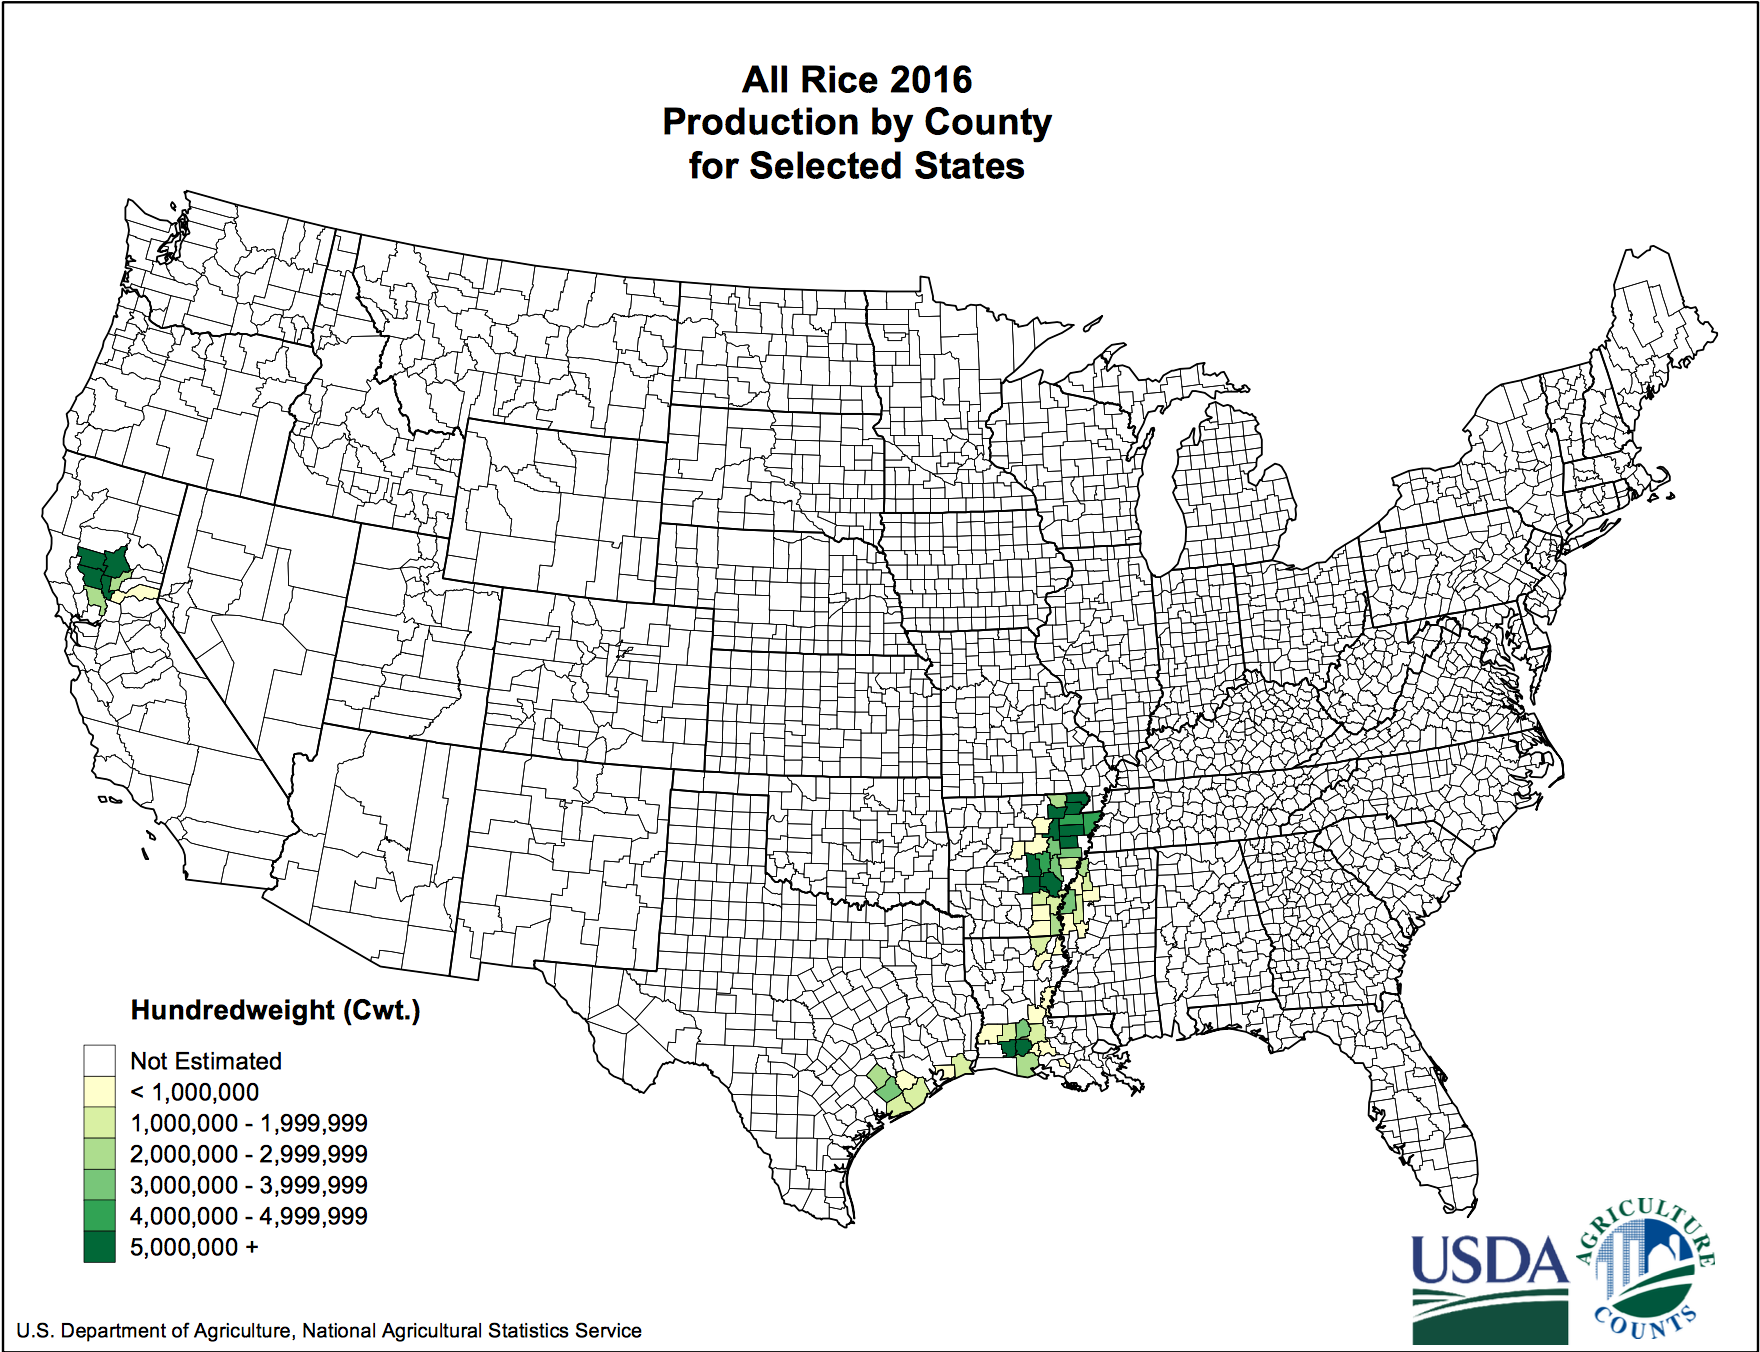 All Rice 2016
Production by County
for Selected States
Hundredweight (Cwt.)
Not Estimated
< 1,000,000
1,000,000 - 1,999,999
2,000,000 - 2,999,999
3,000,000 - 3,999,999
4,000,000 - 4,999,999
5,000,000 +
USDA
AGRICULTURE
COUNTS
U.S. Department of Agriculture, National Agricultural Statistics Service